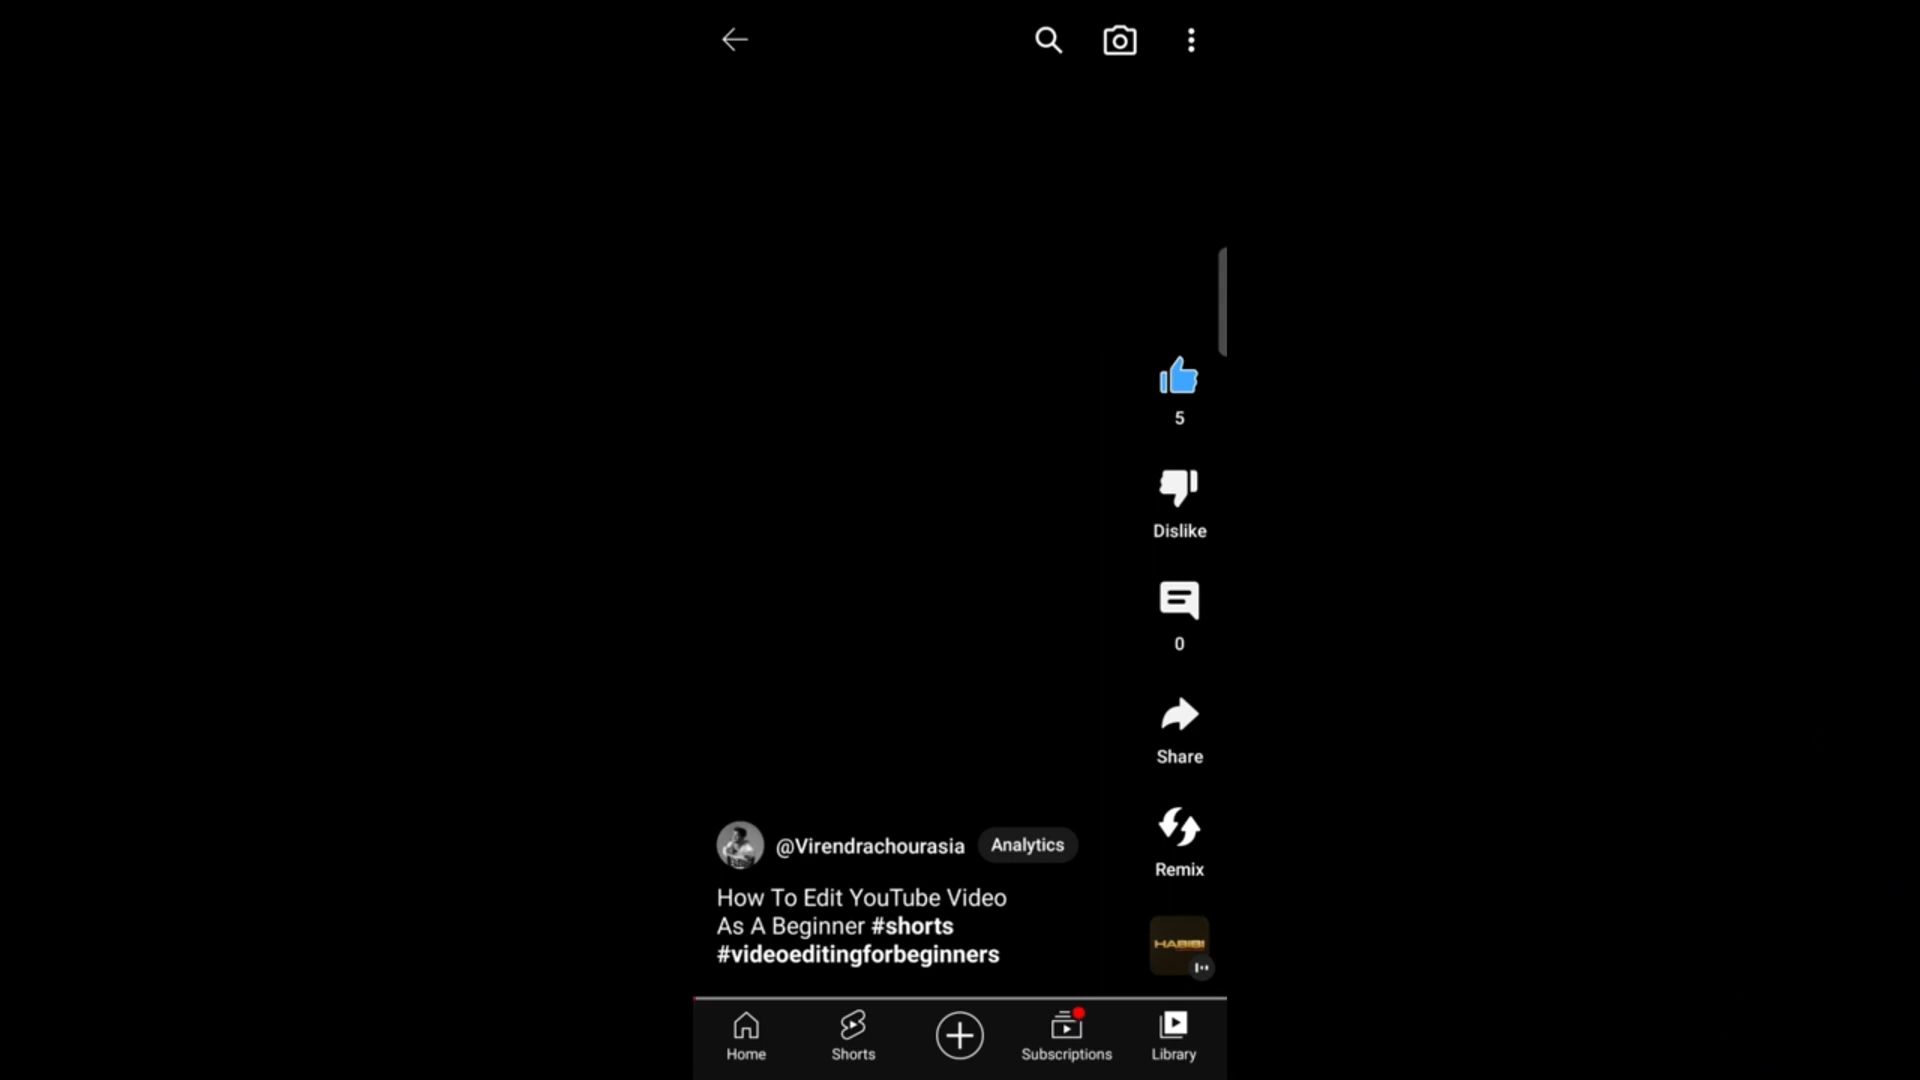 5
Dislike
0
Share
@Virendrachourasia
Analytics
Remix
How To Edit YouTube Video
As A Beginner #shorts
#videoeditingforbeginners
HABIBI
Home
Shorts
Subscriptions
Library